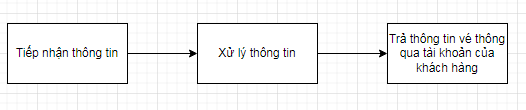 Tiếp nhận thông tin
Xử lý thông tin
Trả thông tin vé thông
qua tài khoản của
khách hàng